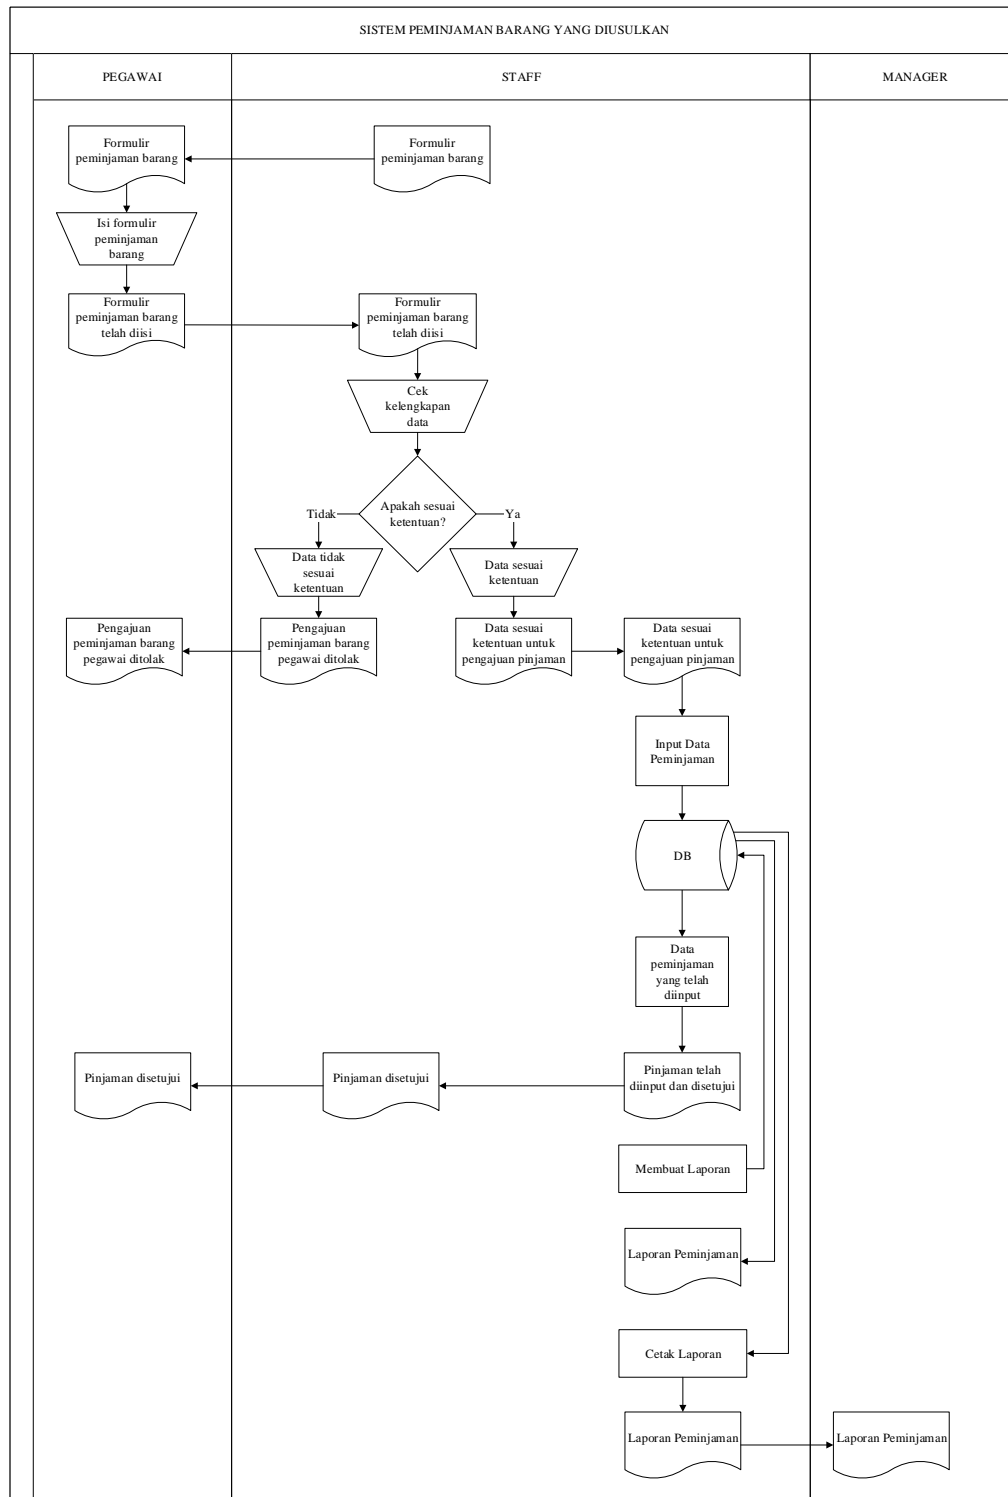 SISTEM PEMINJAMAN BARANG YANG DIUSULKAN
PEGAWAI
STAFF
MANAGER
Formulir
peminjaman barang
Formulir
peminjaman barang
Isi formulir
peminjaman
barang
Formulir
peminjaman barang
telah diisi
Formulir
peminjaman barang
telah diisi
Cek
kelengkapan
data
Apakah sesuai
ketentuan?
Tidak
Ya
Data tidak
sesuai
ketentuan
Data sesuai
ketentuan
Pengajuan
peminjaman barang
pegawai ditolak
Pengajuan
peminjaman barang
pegawai ditolak
Data sesuai
ketentuan untuk
pengajuan pinjaman
Data sesuai
ketentuan untuk
pengajuan pinjaman
Input Data
Peminjaman
DB
Data
peminjaman
yang telah
diinput
Pinjaman disetujui
Pinjaman disetujui
Pinjaman telah
diinput dan disetujui
Membuat Laporan
Laporan Peminjaman
Cetak Laporan
Laporan Peminjaman
Laporan Peminjaman